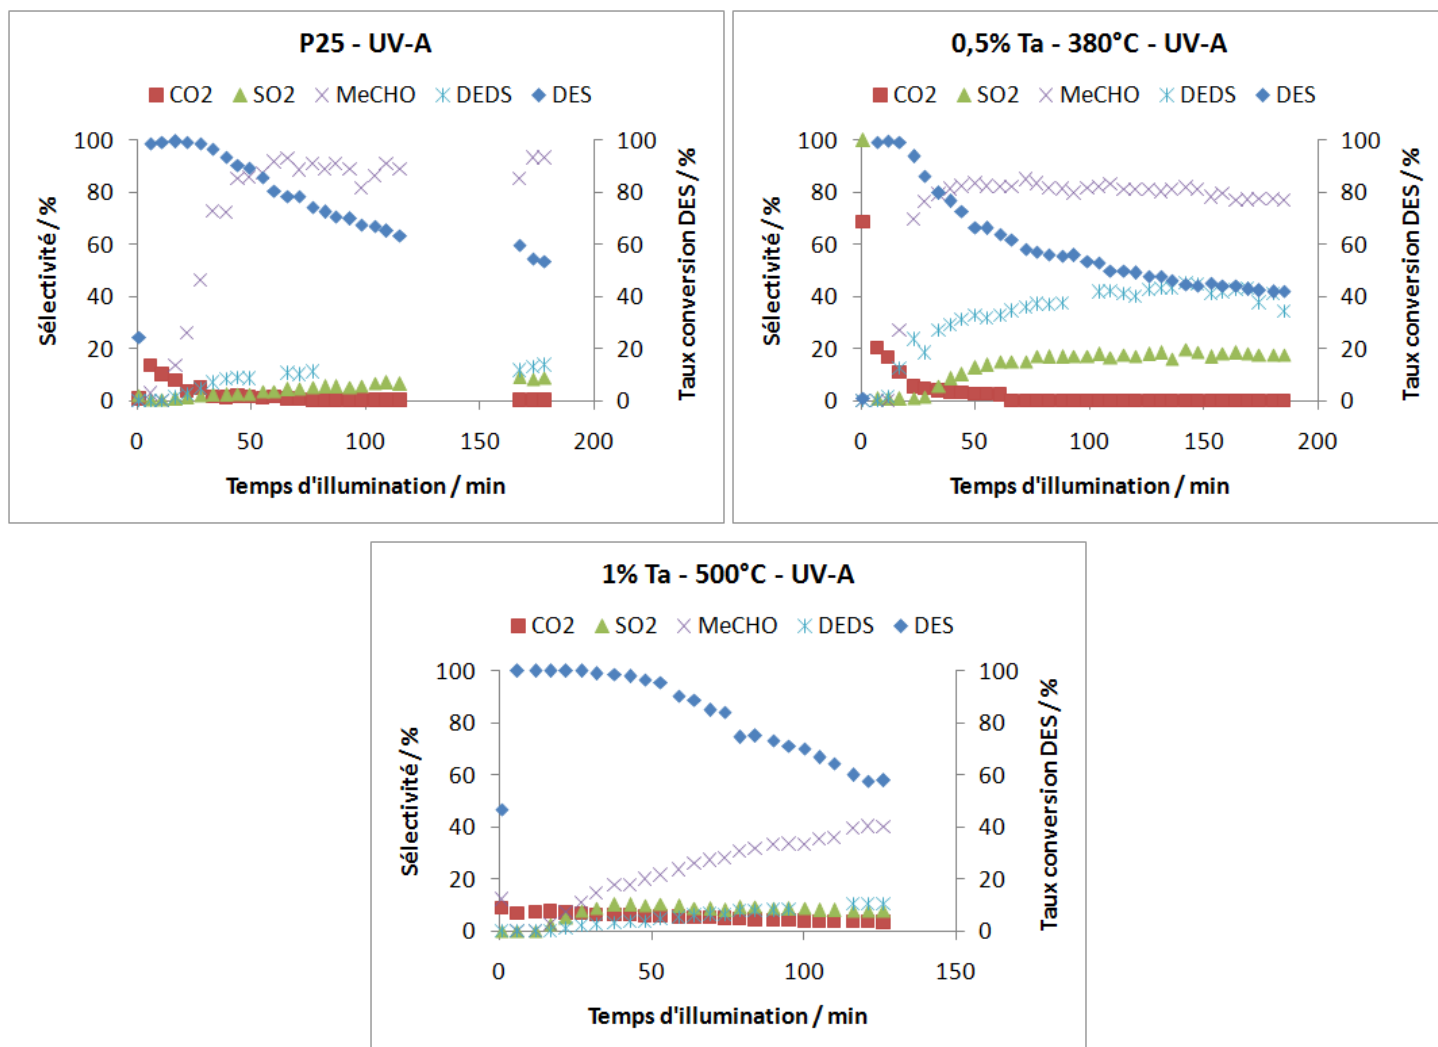 P25 - UV-A
CO2 SO2 MeCHO DEDS DES
100
80
60
40
20
0
Sélectivité / %
100
80
60
40
20
0
Taux conversion DES / %
0 50 100 150 200
Temps d'illumination / min
0,5% Ta - 380°C - UV-A
CO2 SO2 MeCHO DEDS DES
100
80
60
40
20
0
Sélectivité / %
100
80
60
40
20
0
Taux conversion DES / %
0 50 100 150 200
Temps d'illumination / min
1% Ta - 500°C - UV-A
CO2 SO2 MeCHO DEDS DES
100
80
60
40
20
0
Sélectivité / %
100
80
60
40
20
0
Taux conversion DES / %
0 50 100 150
Temps d'illumination / min